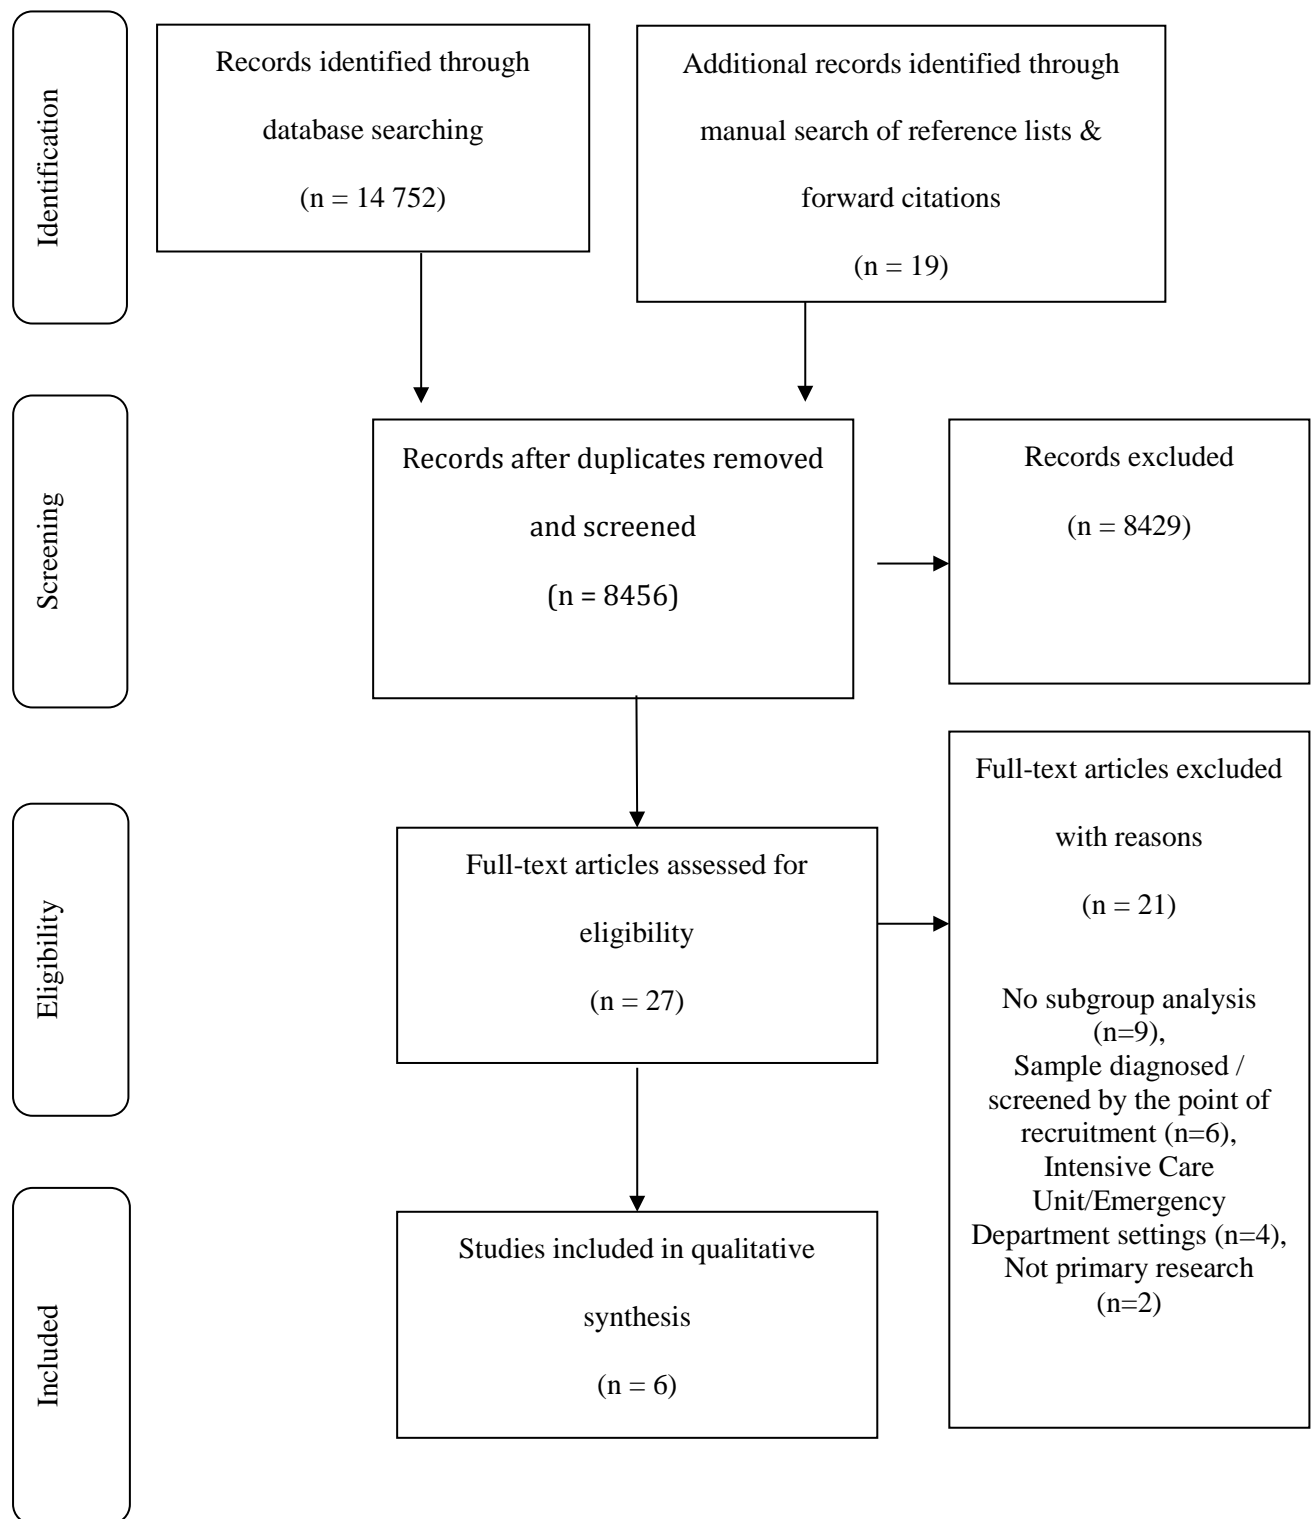 Identification
Records identified through
database searching
(n = 14 752)
Additional records identified through
manual search of reference lists &
forward citations
(n = 19)
Screening
Records after duplicates removed
and screened
(n = 8456)
Records excluded
(n = 8429)
Eligibility
Full-text articles assessed for
eligibility
(n = 27)
Full-text articles excluded
with reasons
(n = 21)
No subgroup analysis
(n=9),
Sample diagnosed /
screened by the point of
recruitment (n=6),
Intensive Care
Unit/Emergency
Department settings (n=4),
Not primary research
(n=2)
Included
Studies included in qualitative
synthesis
(n = 6)